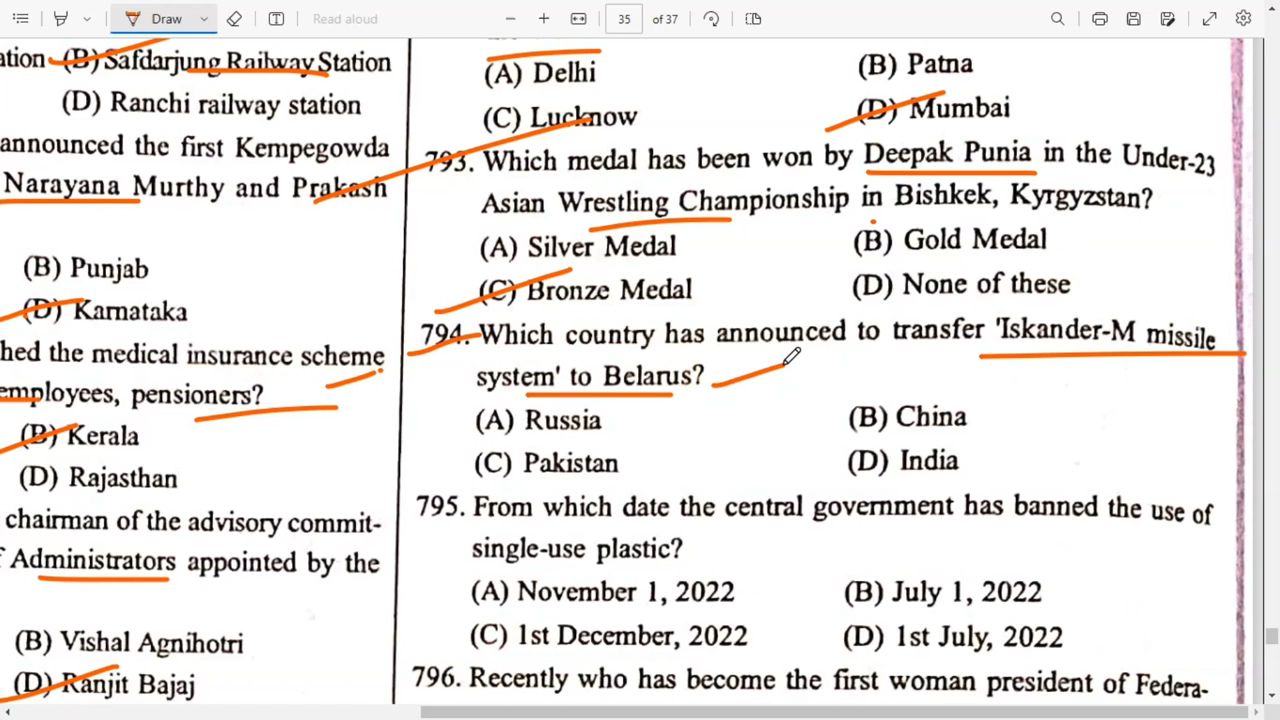 Draw
Read aloud
35
of 37
ation (B) Safdarjung Railway Station
(D) Ranchi railway station
announced the first Kempegowda
Narayana Murthy and Prakash
(B) Punjab
(D) Karnataka
hed the medical insurance scheme
employees, pensioners?
(B) Kerala
(D) Rajasthan
chairman of the advisory commit-
f Administrators appointed by the
(B) Vishal Agnihotri
(D) Ranjit Bajaj
(A) Delhi (B) Patna
(C) Lucknow (D) Mumbai
793. Which medal has been won by Deepak Punia in the Under-23
Asian Wrestling Championship in Bishkek, Kyrgyzstan?
(A) Silver Medal (B) Gold Medal
(C) Bronze Medal (D) None of these
794. Which country has announced to transfer 'Iskander-M missile
system' to Belarus?
(A) Russia (B) China
(C) Pakistan (D) India
795. From which date the central government has banned the use of
single-use plastic?
(A) November 1, 2022 (B) July 1, 2022
(C) 1st December, 2022 (D) 1st July, 2022
796. Recently who has become the first woman president of Federa-